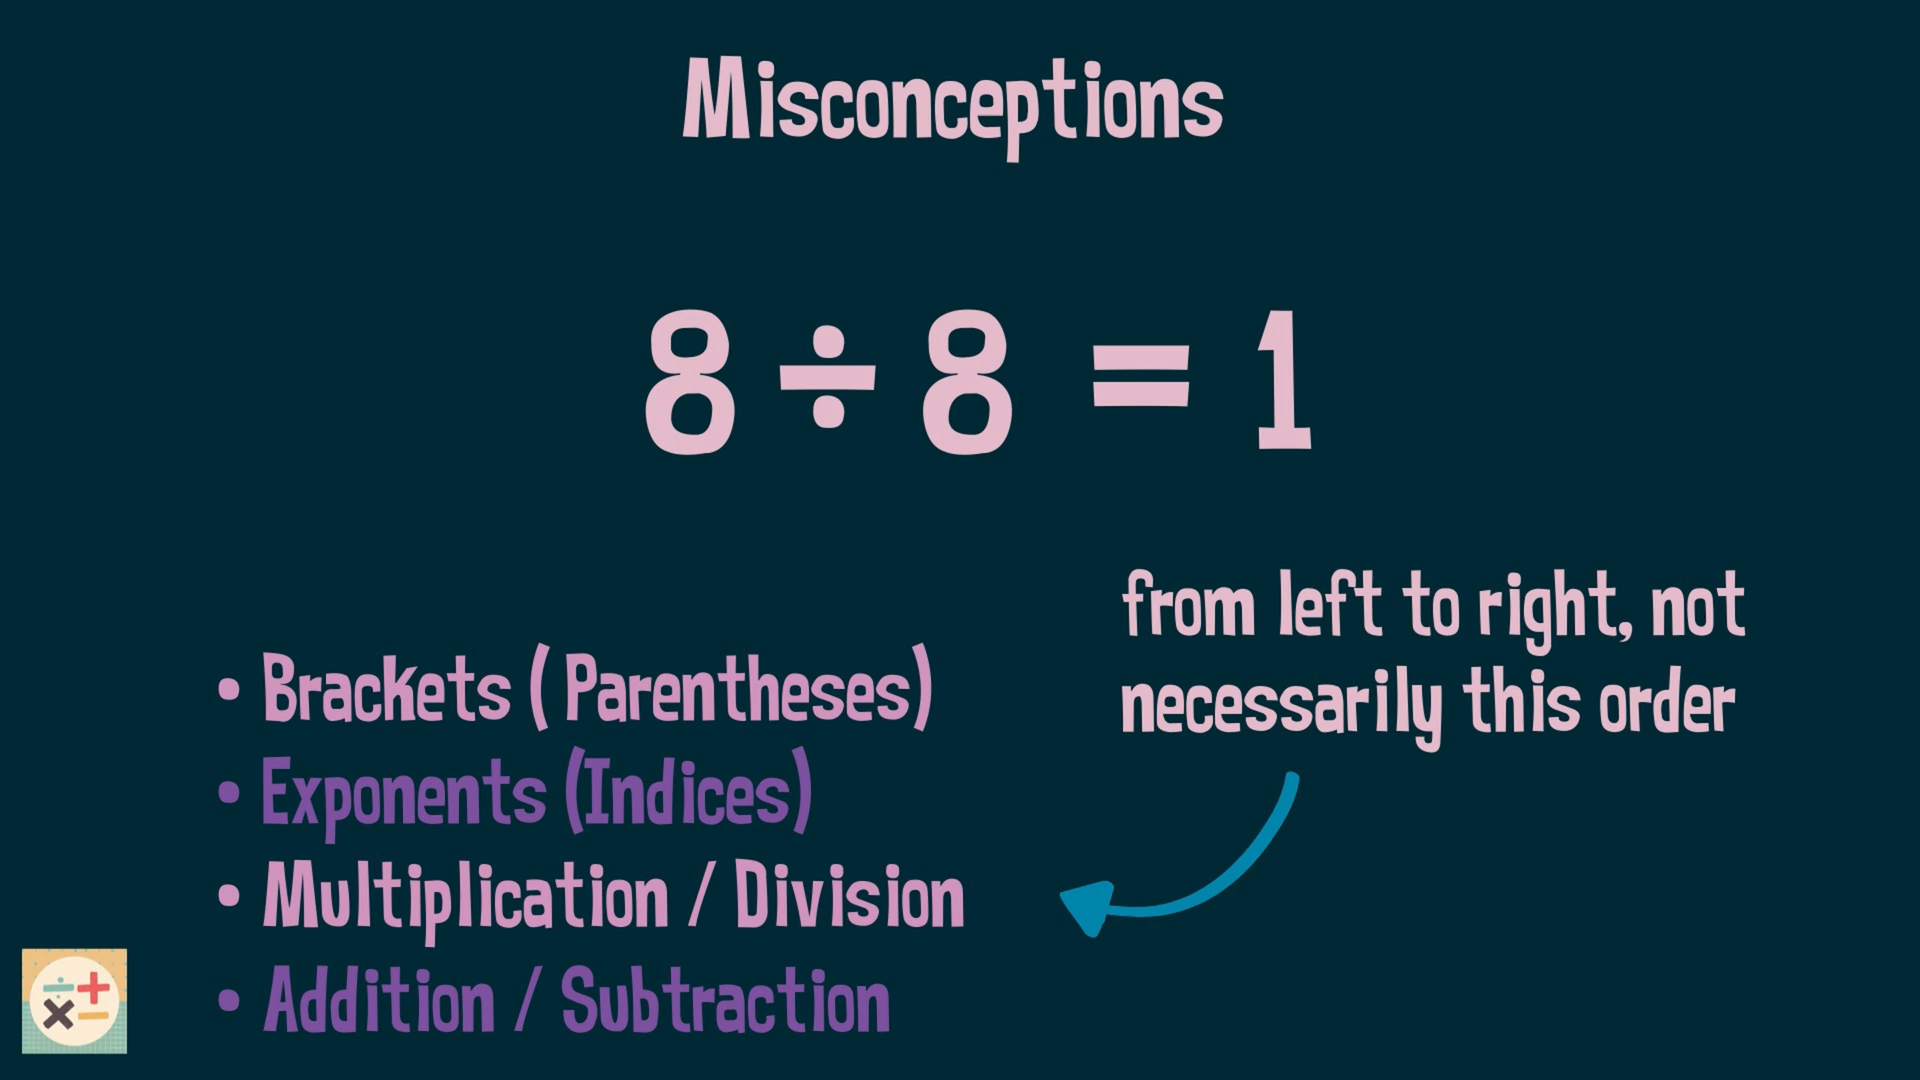 Misconceptions
8 ÷ 8 = 1
from left to right, not
necessarily this order
• Brackets ( Parentheses)
• Exponents (Indices)
• Multiplication / Division
• Addition / Subtraction
÷ +
× −